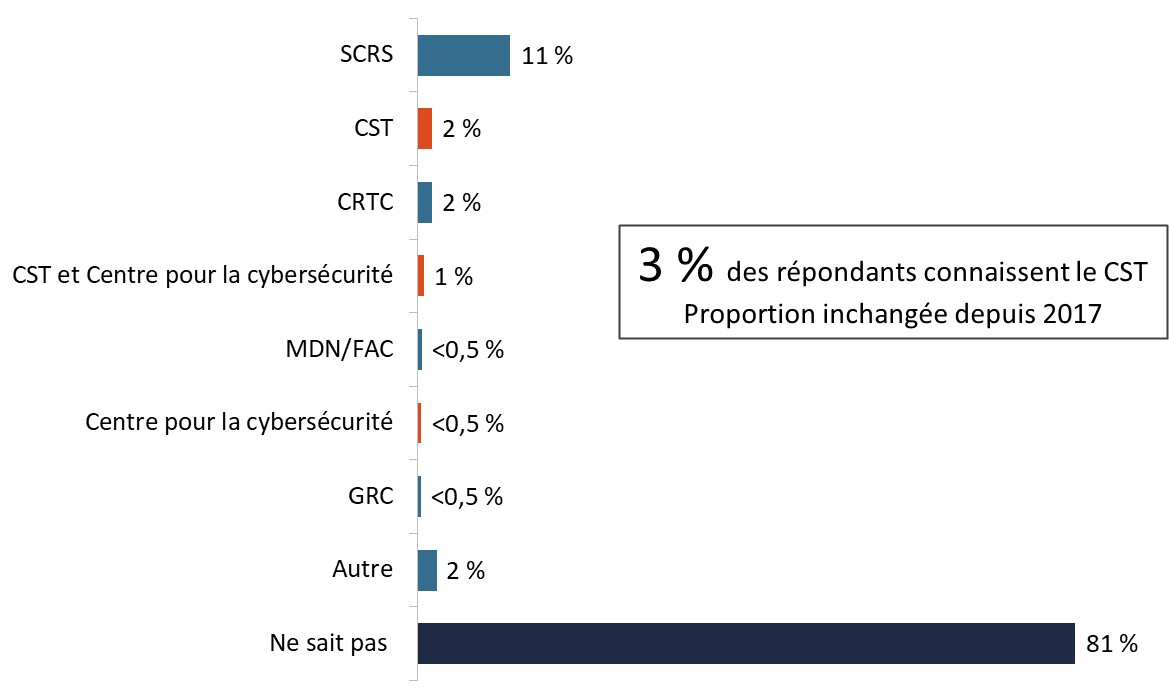 SCRS 11 %
CST 2 %
CRTC 2 %
CST et Centre pour la cybersécurité 1 %
MDN/FAC <0,5 %
Centre pour la cybersécurité <0,5 %
GRC <0,5 %
Autre 2 %
Ne sait pas 81 %
3 % des répondants connaissent le CST
Proportion inchangée depuis 2017